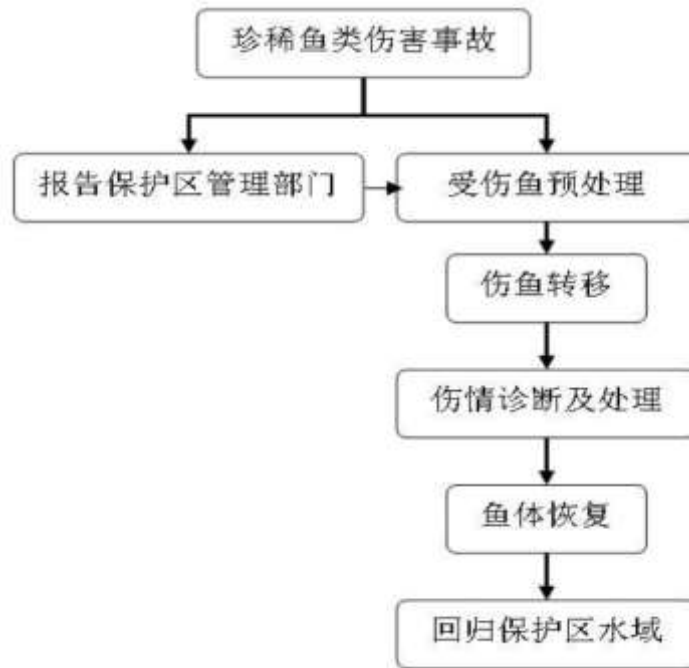 珍稀鱼类伤害事故
报告保护区管理部门
受伤鱼预处理
伤鱼转移
伤情诊断及处理
鱼体恢复
回归保护区水域